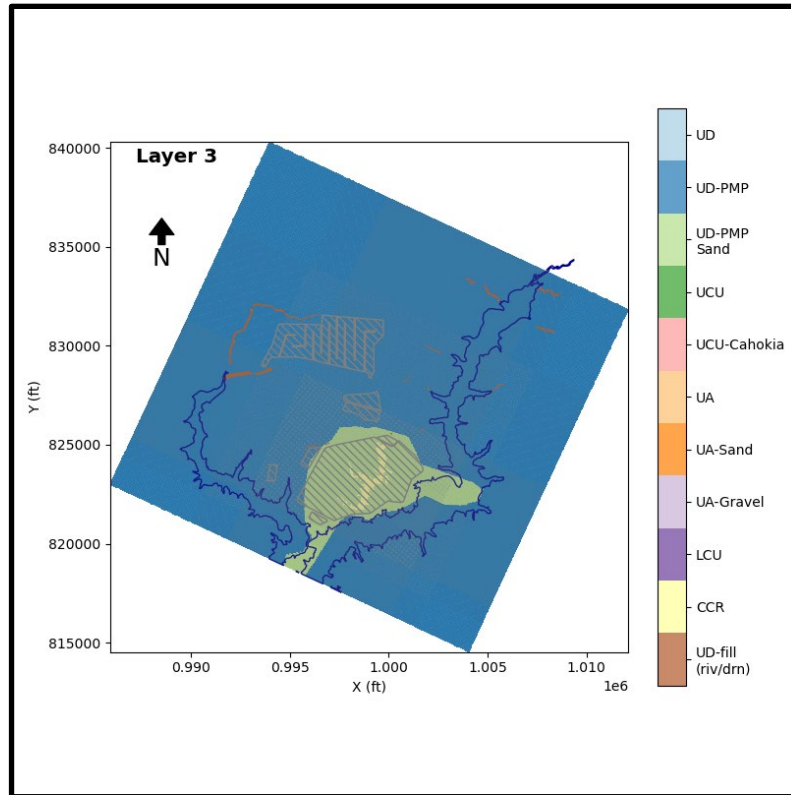 Layer 3
N
840000
835000
830000
825000
820000
815000
Y (ft)
0.990
0.995
1.000
1.005
1.010
X (ft)
1e6
UD
UD-PMP
UD-PMP
Sand
UCU
UCU-Cahokia
UA
UA-Sand
UA-Gravel
LCU
CCR
UD-fill
(riv/drn)